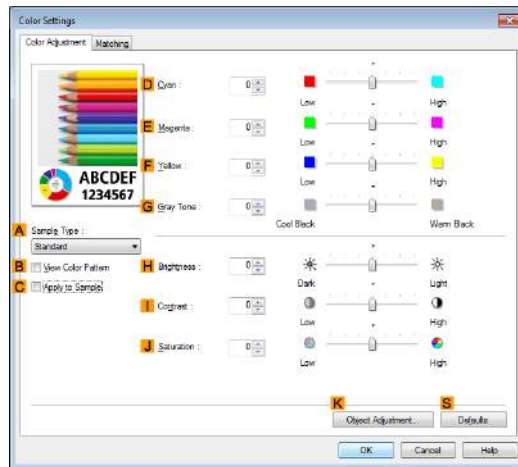 Color Settings
Color Adjustment Matching
ABCDEF
1234567
D Cyan : 0 Low High
E Magenta : 0 Low High
F Yellow : 0 Low High
G Gray Tone : 0 Cool Black Warm Black
A Sample Type :
Standard
B View Color Pattern
C Apply to Sample
H Brightness : 0 Dark Light
I Contrast : 0 Low High
J Saturation : 0 Low High
K S
Object Adjustment... Defaults
OK Cancel Help